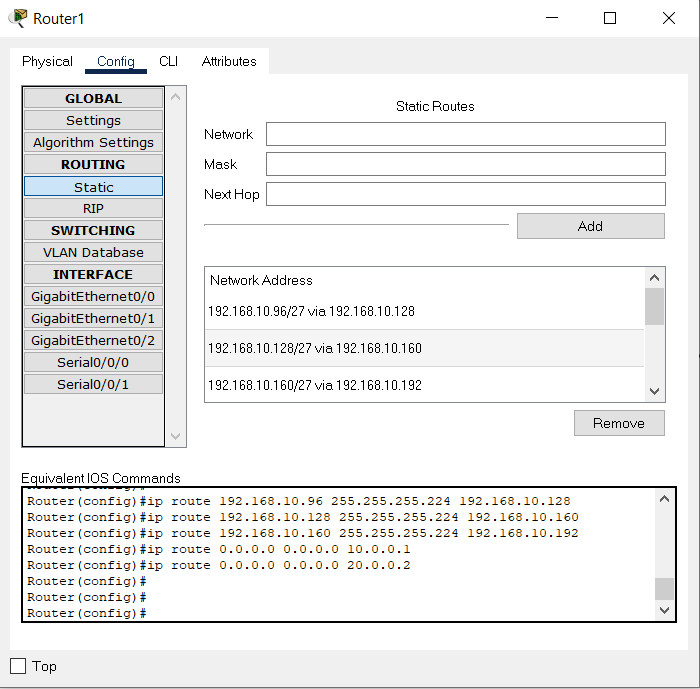 Router1
Physical Config CLI Attributes
GLOBAL
Settings
Algorithm Settings
ROUTING
Static
RIP
SWITCHING
VLAN Database
INTERFACE
GigabitEthernet0/0
GigabitEthernet0/1
GigabitEthernet0/2
Serial0/0/0
Serial0/0/1
Static Routes
Network
Mask
Next Hop
Add
Network Address
192.168.10.96/27 via 192.168.10.128
192.168.10.128/27 via 192.168.10.160
192.168.10.160/27 via 192.168.10.192
Remove
Equivalent IOS Commands
Router(config)#ip route 192.168.10.96 255.255.255.224 192.168.10.128
Router(config)#ip route 192.168.10.128 255.255.255.224 192.168.10.160
Router(config)#ip route 192.168.10.160 255.255.255.224 192.168.10.192
Router(config)#ip route 0.0.0.0 0.0.0.0 10.0.0.1
Router(config)#ip route 0.0.0.0 0.0.0.0 20.0.0.2
Router(config)#
Router(config)#
Router(config)#
Top